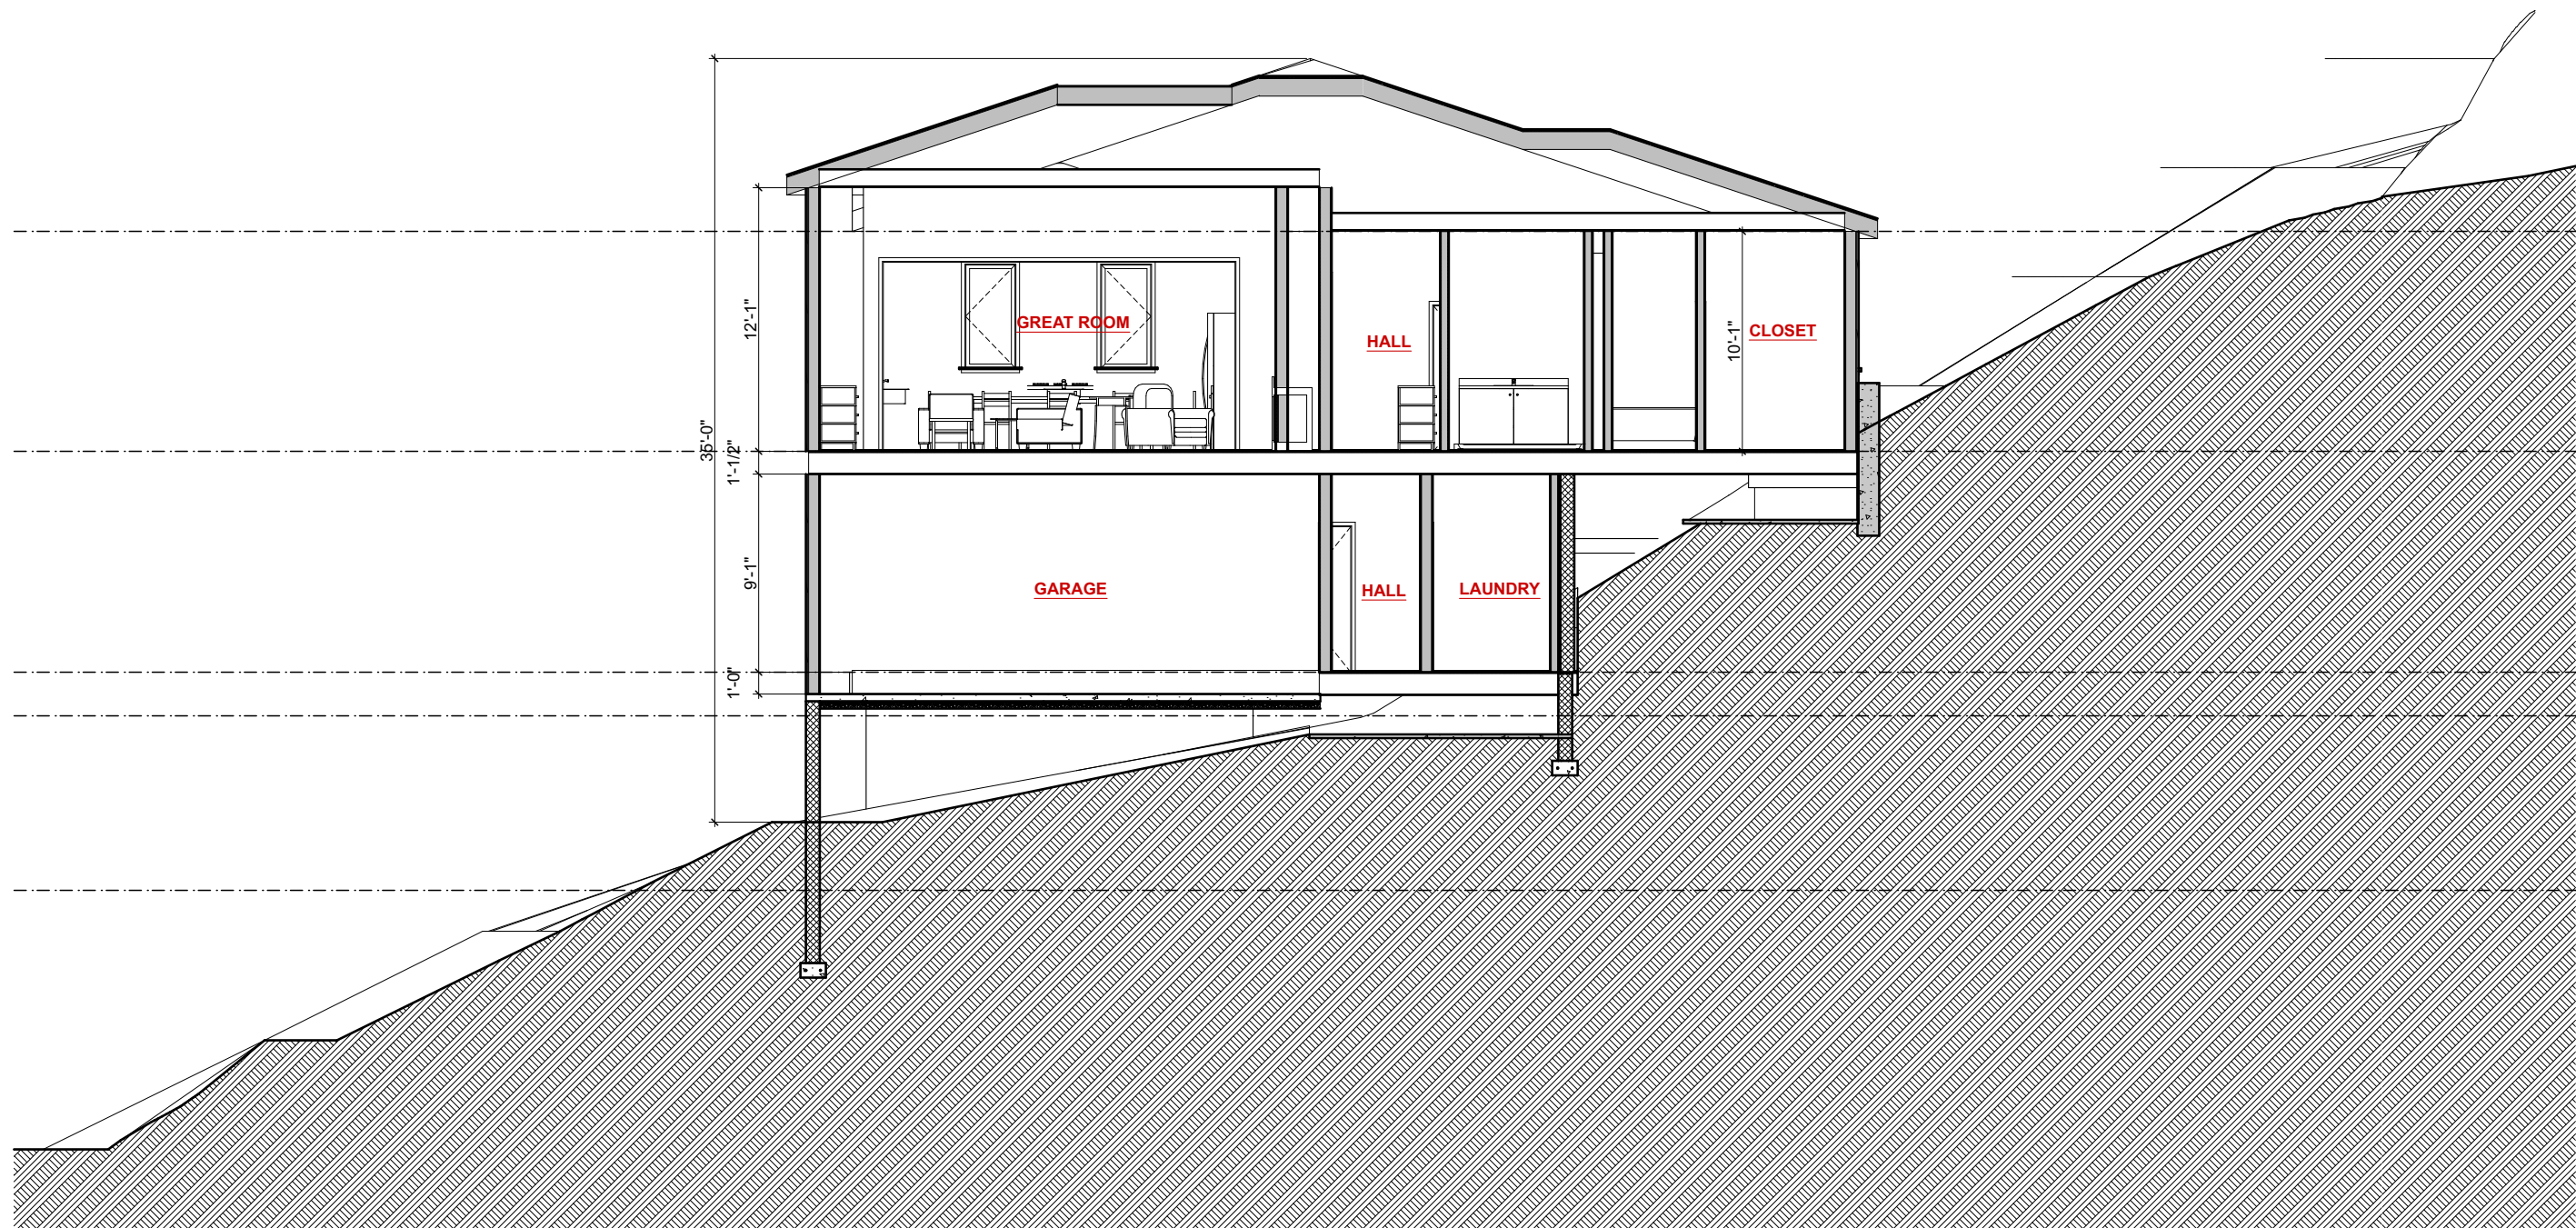 12'-1"
GREAT ROOM
HALL
10'-1"
CLOSET
35'-0"
1'-1/2"
9'-1"
GARAGE
HALL
LAUNDRY
1'-0"